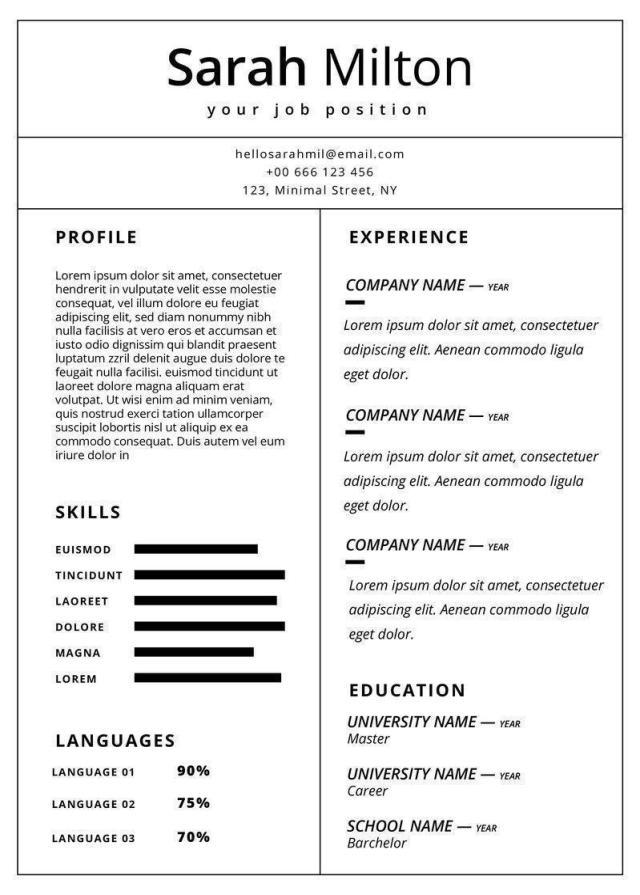 Sarah Milton
your job position
hellosarahmil@email.com
+00 666 123 456
123, Minimal Street, NY
PROFILE
Lorem ipsum dolor sit amet, consectetuer
hendrerit in vulputate velit esse molestie
consequat, vel illum dolore eu feugiat
adipiscing elit, sed diam nonummy nibh
nulla facilisis at vero eros et accumsan et
iusto odio dignissim qui blandit praesent
luptatum zzril delenit augue duis dolore te
feugait nulla facilisi. euismod tincidunt ut
laoreet dolore magna aliquam erat
volutpat. Ut wisi enim ad minim veniam,
quis nostrud exerci tation ullamcorper
suscipit lobortis nisl ut aliquip ex ea
commodo consequat. Duis autem vel eum
iriure dolor in
SKILLS
EUISMOD
TINCIDUNT
LAOREET
DOLORE
MAGNA
LOREM
LANGUAGES
LANGUAGE 01 90%
LANGUAGE 02 75%
LANGUAGE 03 70%
EXPERIENCE
COMPANY NAME — YEAR
Lorem ipsum dolor sit amet, consectetuer
adipiscing elit. Aenean commodo ligula
eget dolor.
COMPANY NAME — YEAR
Lorem ipsum dolor sit amet, consectetuer
adipiscing elit. Aenean commodo ligula
eget dolor.
COMPANY NAME — YEAR
Lorem ipsum dolor sit amet, consectetuer
adipiscing elit. Aenean commodo ligula
eget dolor.
EDUCATION
UNIVERSITY NAME — YEAR
Master
UNIVERSITY NAME — YEAR
Career
SCHOOL NAME — YEAR
Barchelor